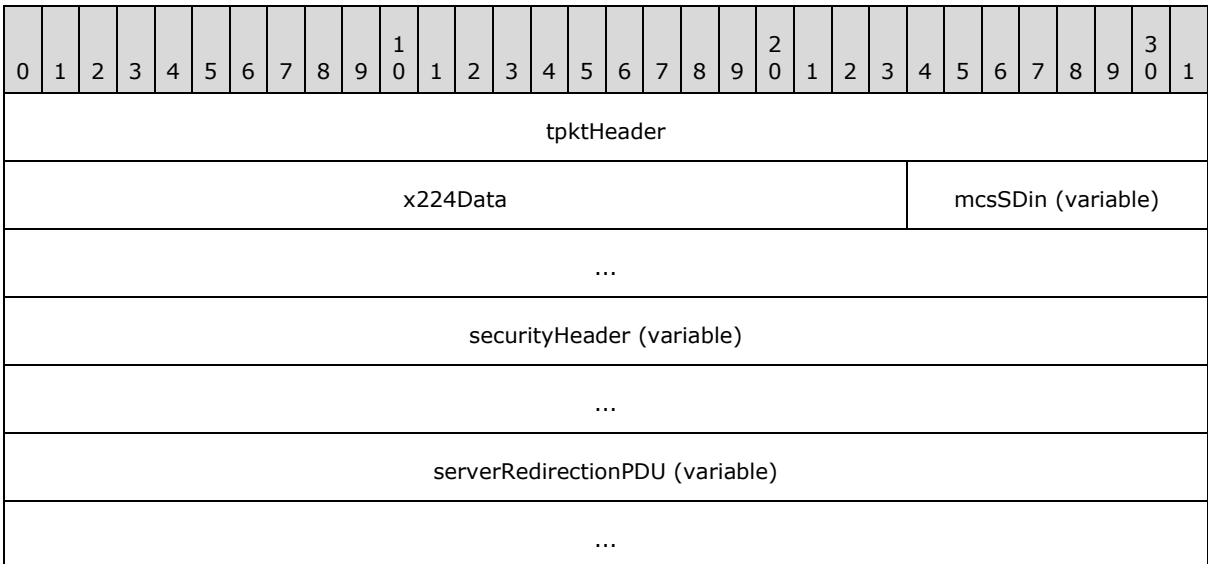 1 2 3
0 1 2 3 4 5 6 7 8 9 0 1 2 3 4 5 6 7 8 9 0 1 2 3 4 5 6 7 8 9 0 1
tpktHeader
x224Data mcsSDin (variable)
...
securityHeader (variable)
...
serverRedirectionPDU (variable)
...